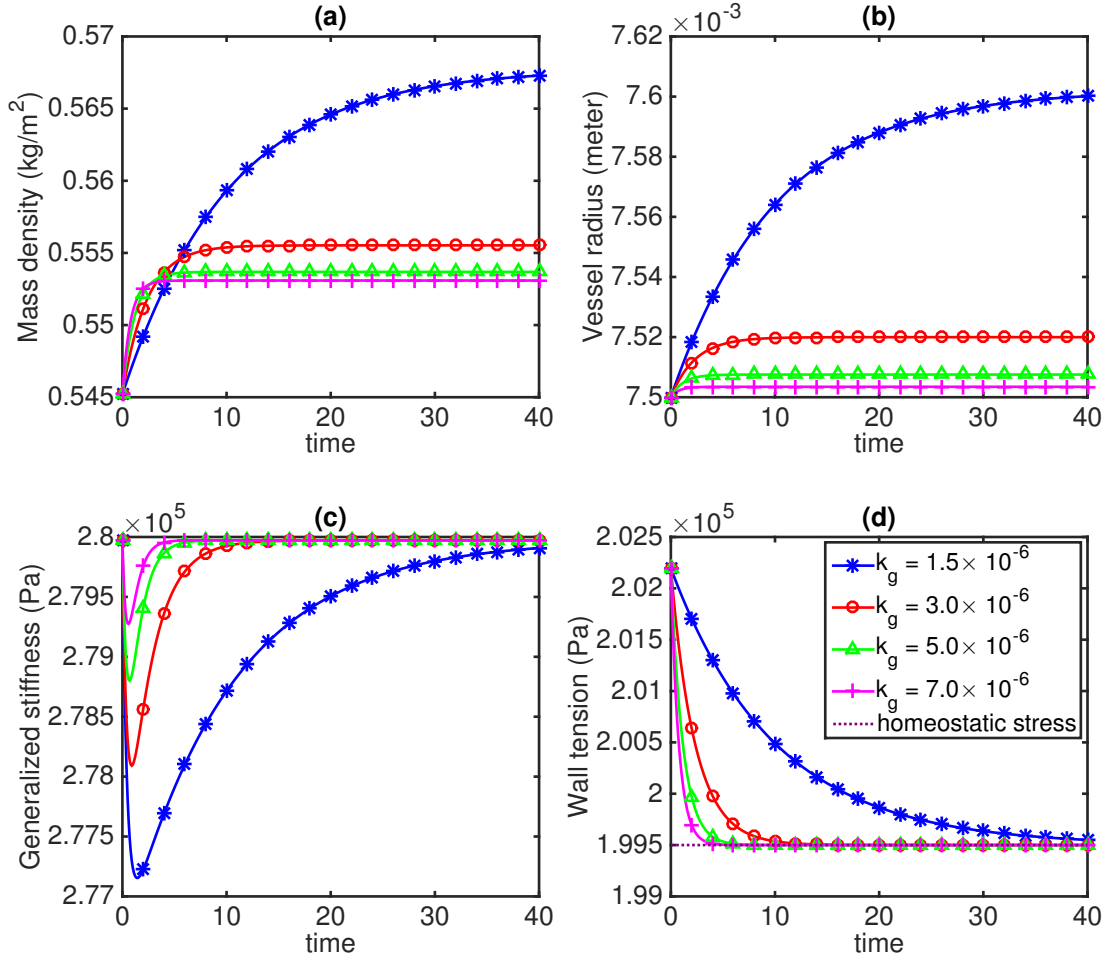 (a)
0.57
0.565
0.56
0.555
0.55
0.545
Mass density (kg/m²)
0 10 20 30 40
time
(b)
×10⁻³
7.62
7.6
7.58
7.56
7.54
7.52
7.5
Vessel radius (meter)
0 10 20 30 40
time
(c)
×10⁵
2.8
2.795
2.79
2.785
2.78
2.775
2.77
Generalized stiffness (Pa)
0 10 20 30 40
time
(d)
×10⁵
2.025
2.02
2.015
2.01
2.005
2
1.995
1.99
Wall tension (Pa)
k_g = 1.5× 10⁻⁶
k_g = 3.0× 10⁻⁶
k_g = 5.0× 10⁻⁶
k_g = 7.0× 10⁻⁶
homeostatic stress
0 10 20 30 40
time